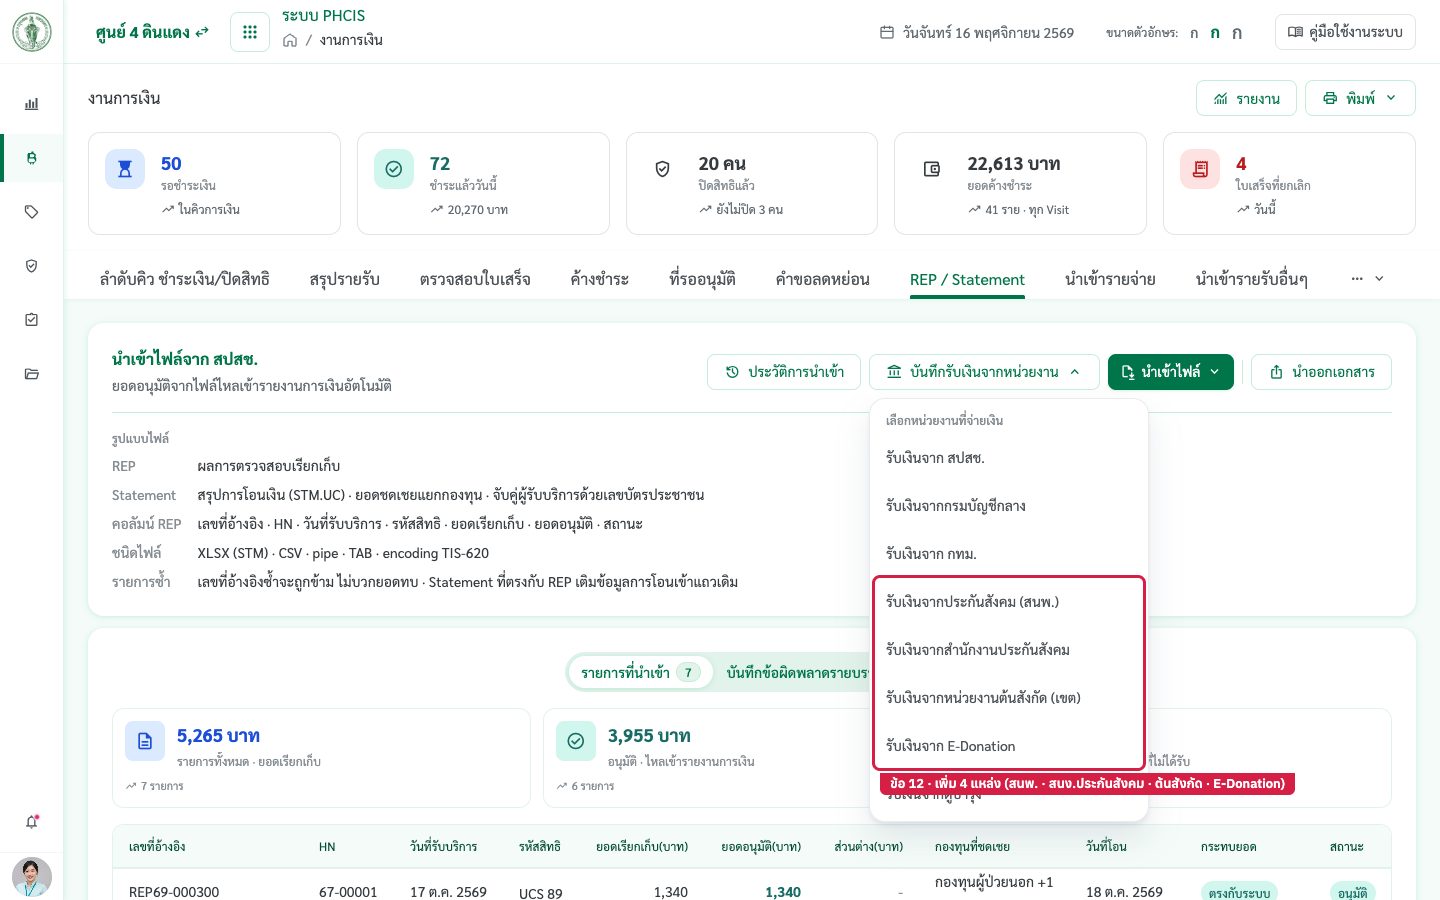 ศูนย์ 4 ดินแดง
ระบบ PHCIS
/ งานการเงิน
วันจันทร์ 16 พฤศจิกายน 2569
ขนาดตัวอักษร: ก ก ก
คู่มือใช้งานระบบ
งานการเงิน
รายงาน
พิมพ์
50
รอชำระเงิน
ในคิวการเงิน
72
ชำระแล้ววันนี้
20,270 บาท
20 คน
ปิดสิทธิแล้ว
ยังไม่ปิด 3 คน
22,613 บาท
ยอดค้างชำระ
41 ราย · ทุก Visit
4
ใบเสร็จที่ยกเลิก
วันนี้
ลำดับคิว ชำระเงิน/ปิดสิทธิ
สรุปรายรับ
ตรวจสอบใบเสร็จ
ค้างชำระ
ที่รออนุมัติ
คำขอลดหย่อน
REP / Statement
นำเข้ารายจ่าย
นำเข้ารายรับอื่นๆ
...
นำเข้าไฟล์จาก สปสช.
ยอดอนุมัติจากไฟล์ไหลเข้ารายงานการเงินอัตโนมัติ
ประวัติการนำเข้า
บันทึกรับเงินจากหน่วยงาน
นำเข้าไฟล์
นำออกเอกสาร
รูปแบบไฟล์
REP ผลการตรวจสอบเรียกเก็บ
Statement สรุปการโอนเงิน (STM.UC) · ยอดชดเชยแยกกองทุน · จับคู่ผู้รับบริการด้วยเลขบัตรประชาชน
คอลัมน์ REP เลขที่อ้างอิง · HN · วันที่รับบริการ · รหัสสิทธิ · ยอดเรียกเก็บ · ยอดอนุมัติ · สถานะ
ชนิดไฟล์ XLSX (STM) · CSV · pipe · TAB · encoding TIS-620
รายการซ้ำ เลขที่อ้างอิงซ้ำจะถูกข้าม ไม่บวกยอดทบ · Statement ที่ตรงกับ REP เติมข้อมูลการโอนเข้าแถวเดิม
เลือกหน่วยงานที่จ่ายเงิน
รับเงินจาก สปสช.
รับเงินจากกรมบัญชีกลาง
รับเงินจาก กทม.
รับเงินจากประกันสังคม (สนพ.)
รับเงินจากสำนักงานประกันสังคม
รับเงินจากหน่วยงานต้นสังกัด (เขต)
รับเงินจาก E-Donation
ข้อ 12 · เพิ่ม 4 แหล่ง (สนพ. · สนง.ประกันสังคม · ต้นสังกัด · E-Donation)
รายการที่นำเข้า 7
บันทึกข้อผิดพลาดรายบร
5,265 บาท
รายการทั้งหมด · ยอดเรียกเก็บ
7 รายการ
3,955 บาท
อนุมัติ · ไหลเข้ารายงานการเงิน
6 รายการ
ที่ไม่ได้รับ
เลขที่อ้างอิง HN วันที่รับบริการ รหัสสิทธิ ยอดเรียกเก็บ(บาท) ยอดอนุมัติ(บาท) ส่วนต่าง(บาท) กองทุนที่ชดเชย วันที่โอน กระทบยอด สถานะ
REP69-000300 67-00001 17 ต.ค. 2569 UCS 89 1,340 1,340 - กองทุนผู้ป่วยนอก +1 18 ต.ค. 2569 ตรงกับระบบ อนุมัติ